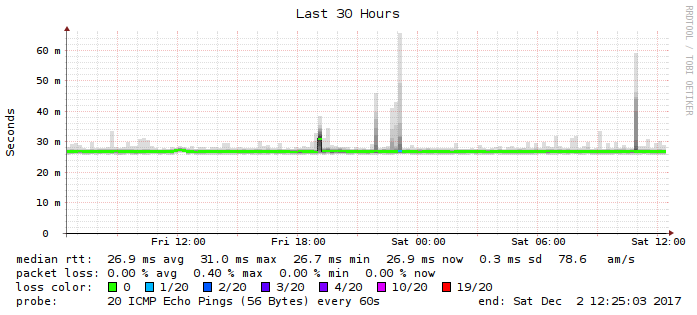 Last 30 Hours
RRDTOOL / TOBI OETIKER
Seconds
60 m
50 m
40 m
30 m
20 m
10 m
0
Fri 12:00 Fri 18:00 Sat 00:00 Sat 06:00 Sat 12:00
median rtt: 26.9 ms avg 31.0 ms max 26.7 ms min 26.9 ms now 0.3 ms sd 78.6 am/s
packet loss: 0.00 % avg 0.40 % max 0.00 % min 0.00 % now
loss color: 0 1/20 2/20 3/20 4/20 10/20 19/20
probe: 20 ICMP Echo Pings (56 Bytes) every 60s end: Sat Dec 2 12:25:03 2017